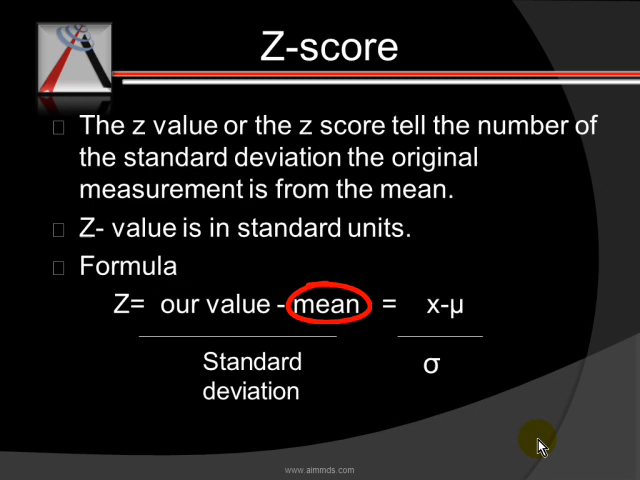 Z-score
The z value or the z score tell the number of
the standard deviation the original
measurement is from the mean.
Z- value is in standard units.
Formula
Z= our value - mean = x-μ
Standard σ
deviation
www.aimmds.com